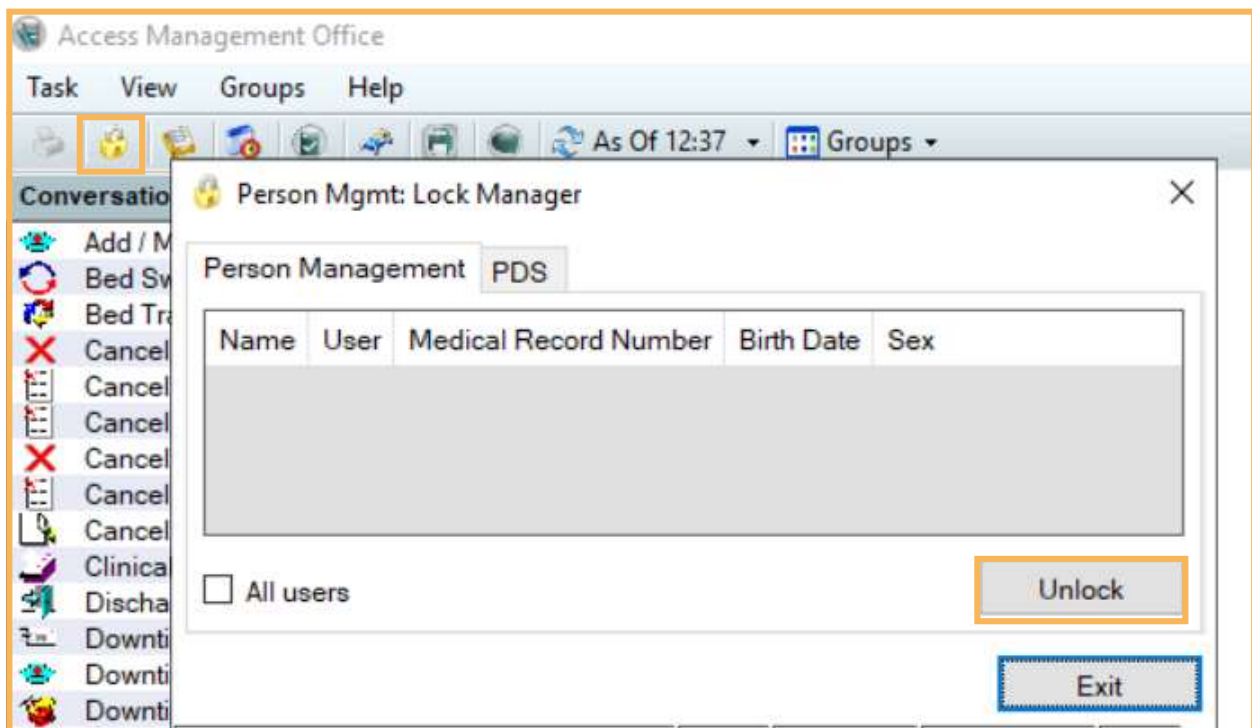 Access Management Office
Task View Groups Help
As Of 12:37 Groups
Conversatio
Person Mgmt: Lock Manager
Add / M
Person Management PDS
Bed Sw
Bed Tra
Name User Medical Record Number Birth Date Sex
Cancel
Cancel
Cancel
Cancel
Cancel
Cancel
Clinical
All users
Unlock
Discha
Downti
Downti
Exit
Downti